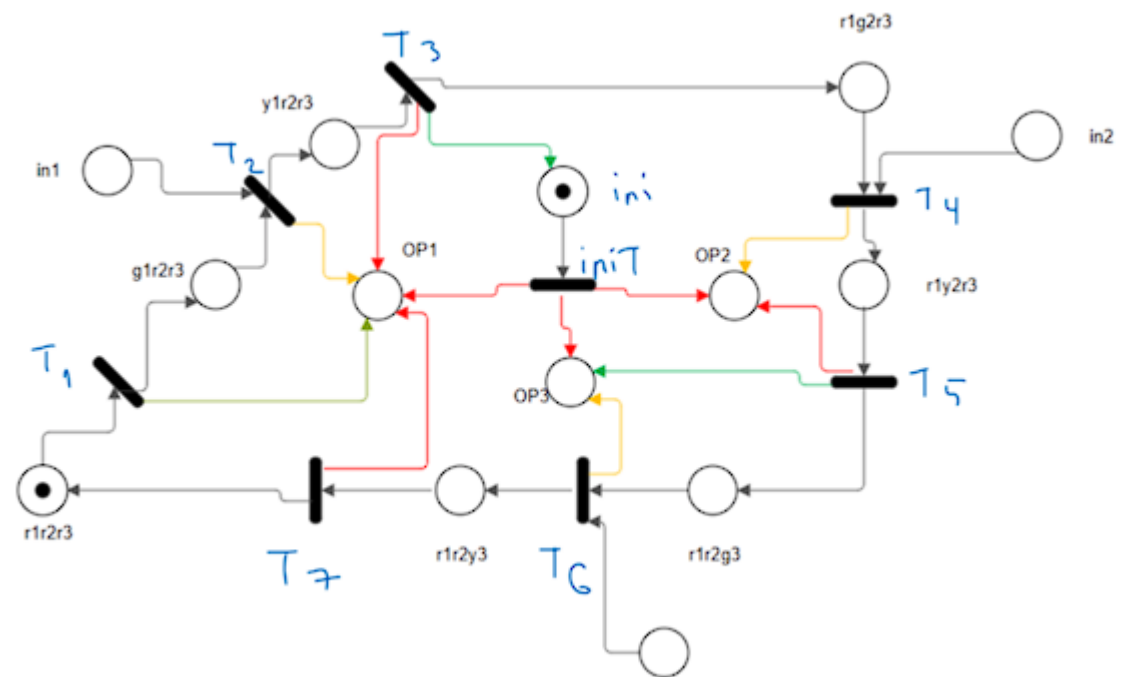 T3
r1g2r3
y1r2r3
in1
T2
in2
ini
T4
OP1
iniT
OP2
g1r2r3
r1y2r3
T1
OP3
T5
r1r2r3
T7
r1r2y3
T6
r1r2g3